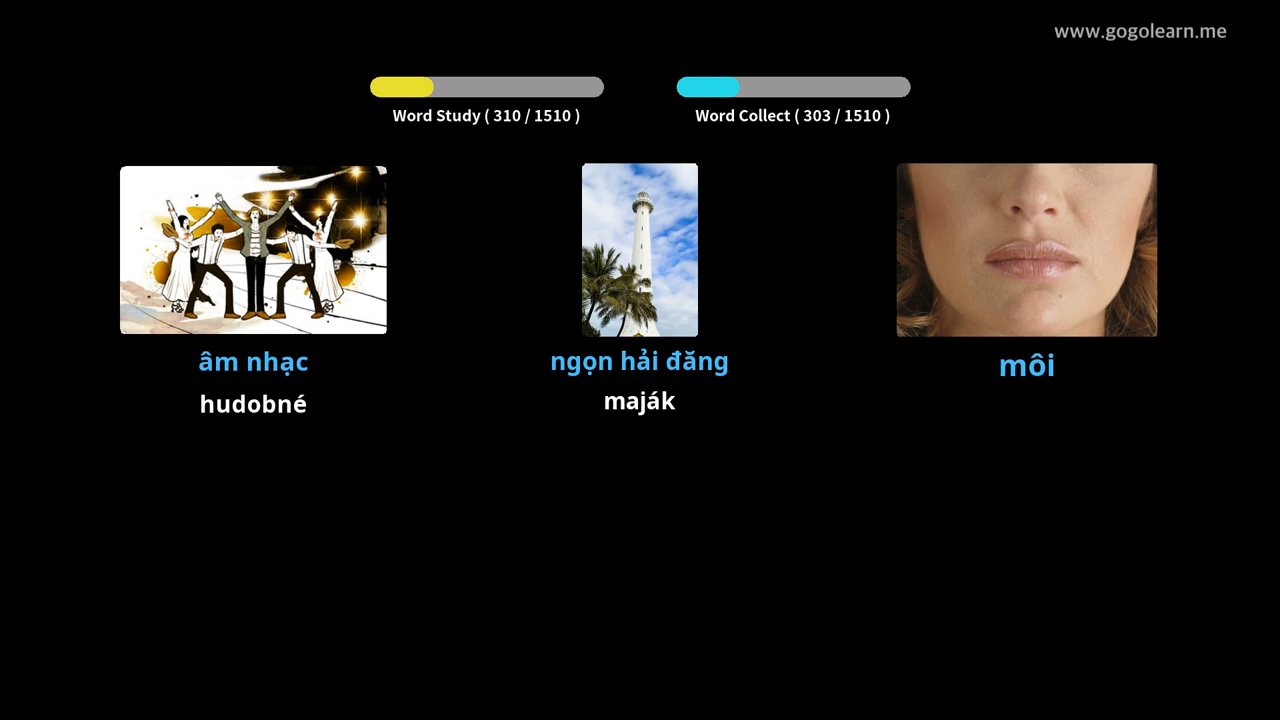 www.gogolearn.me
Word Study ( 310 / 1510 )
Word Collect ( 303 / 1510 )
âm nhạc
hudobné
ngọn hải đăng
maják
môi